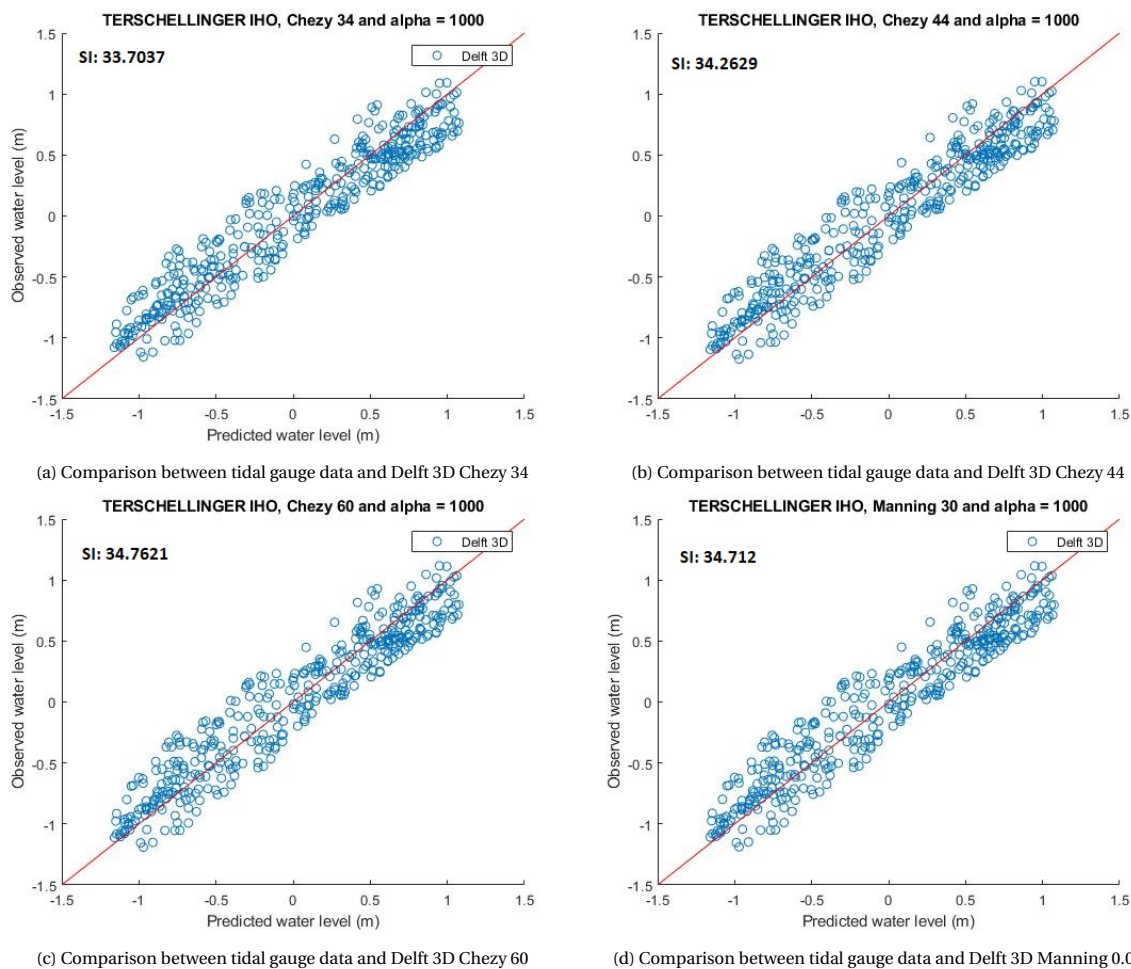 TERSCHELLINGER IHO, Chezy 34 and alpha = 1000
1.5
SI: 33.7037
Delft 3D
1
0.5
0
-0.5
-1
-1.5
Observed water level (m)
-1.5 -1 -0.5 0 0.5 1 1.5
Predicted water level (m)
(a) Comparison between tidal gauge data and Delft 3D Chezy 34
TERSCHELLINGER IHO, Chezy 44 and alpha = 1000
1.5
SI: 34.2629
1
0.5
0
-0.5
-1
-1.5
-1.5 -1 -0.5 0 0.5 1 1.5
(b) Comparison between tidal gauge data and Delft 3D Chezy 44
TERSCHELLINGER IHO, Chezy 60 and alpha = 1000
1.5
SI: 34.7621
Delft 3D
1
0.5
0
-0.5
-1
-1.5
Observed water level (m)
-1.5 -1 -0.5 0 0.5 1 1.5
Predicted water level (m)
(c) Comparison between tidal gauge data and Delft 3D Chezy 60
TERSCHELLINGER IHO, Manning 30 and alpha = 1000
1.5
SI: 34.712
Delft 3D
1
0.5
0
-0.5
-1
-1.5
Observed water level (m)
-1.5 -1 -0.5 0 0.5 1 1.5
Predicted water level (m)
(d) Comparison between tidal gauge data and Delft 3D Manning 0.0